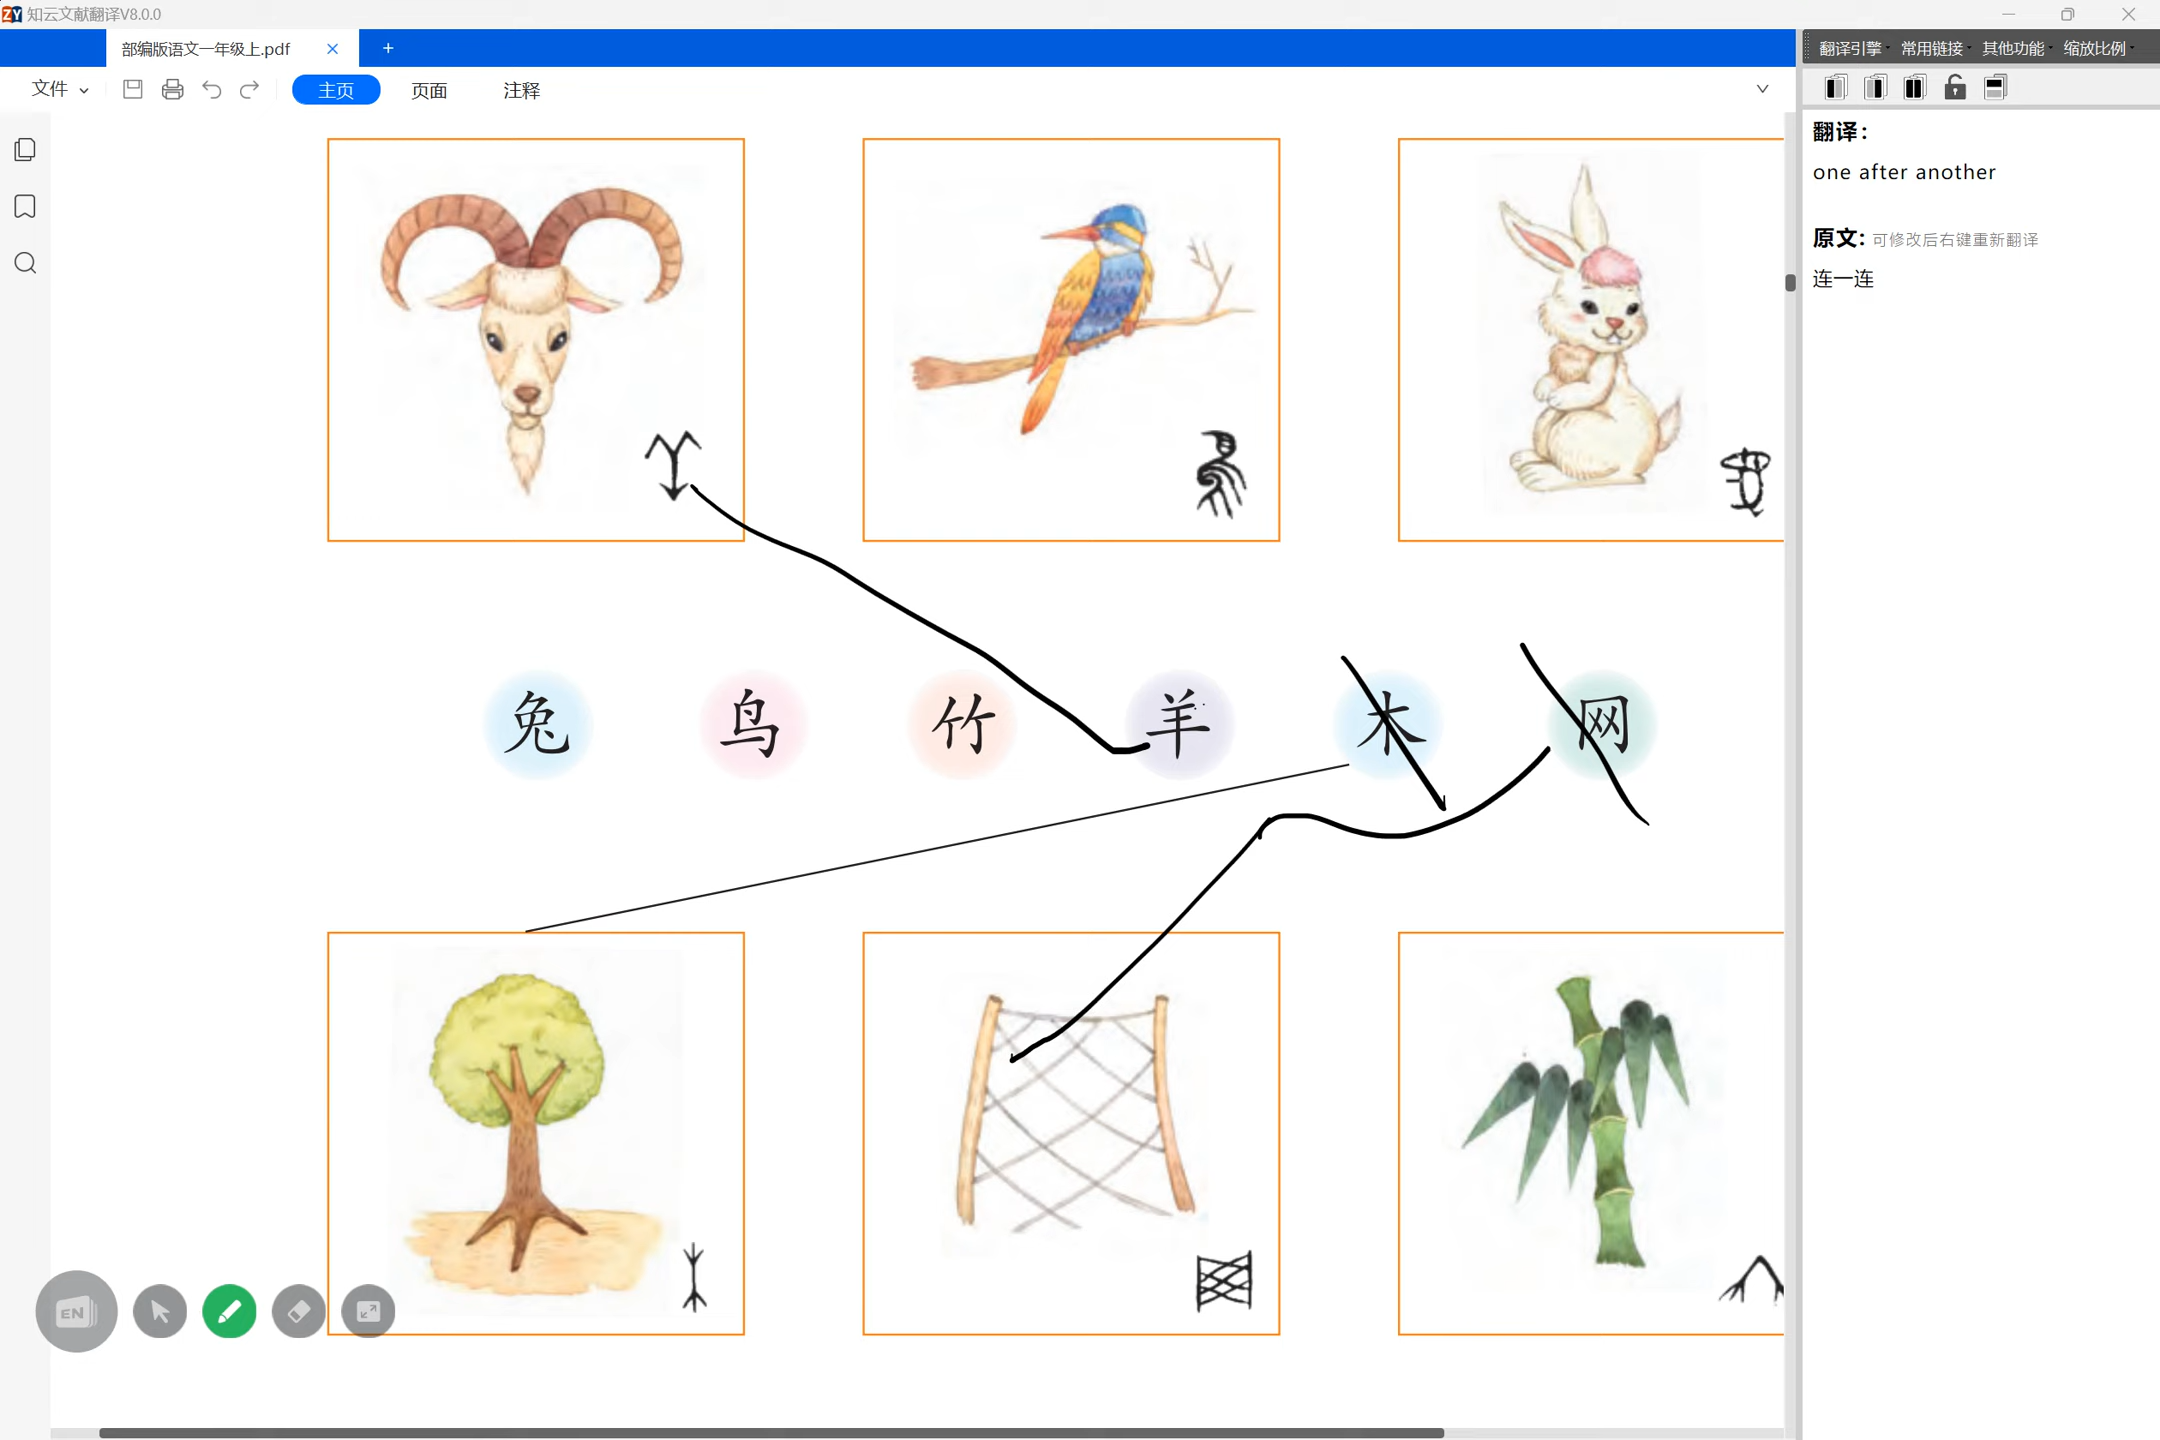 知云文献翻译V8.0.0
部编版语文一年级上.pdf
翻译引擎 常用链接 其他功能 缩放比例
文件 主页 页面 注释
翻译：
one after another
原文: 可修改后右键重新翻译
连一连
兔 鸟 竹 羊 木 网
EN